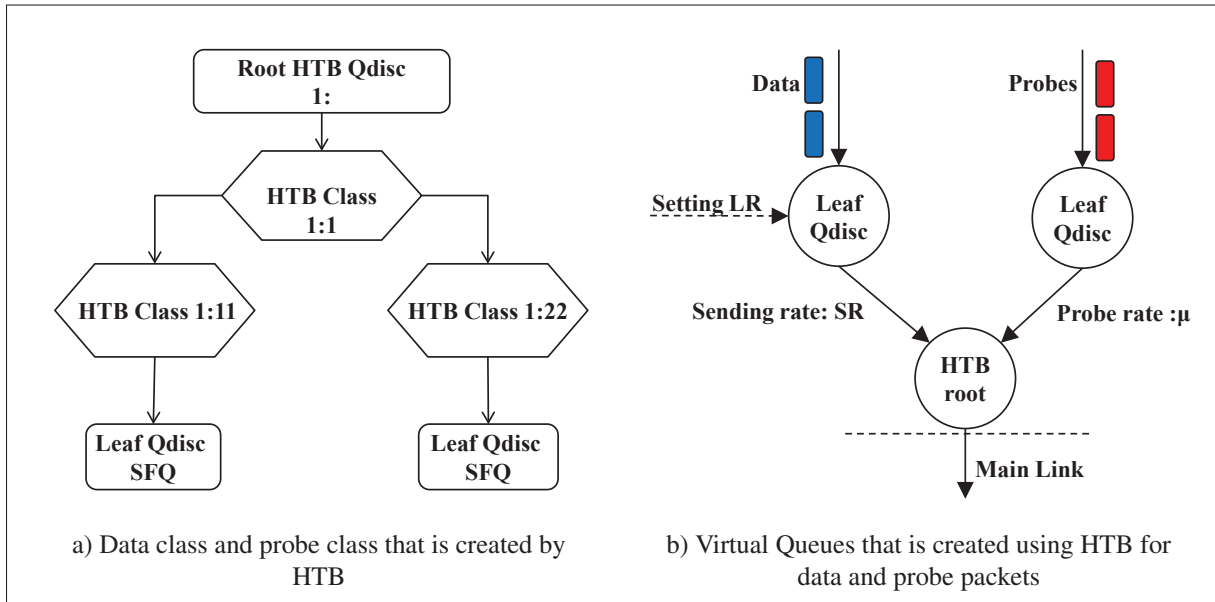 Root HTB Qdisc
1:
HTB Class
1:1
HTB Class 1:11
HTB Class 1:22
Leaf Qdisc
SFQ
Leaf Qdisc
SFQ
a) Data class and probe class that is created by
HTB
Data
Probes
Setting LR
Leaf
Qdisc
Leaf
Qdisc
Sending rate: SR
Probe rate :μ
HTB
root
Main Link
b) Virtual Queues that is created using HTB for
data and probe packets